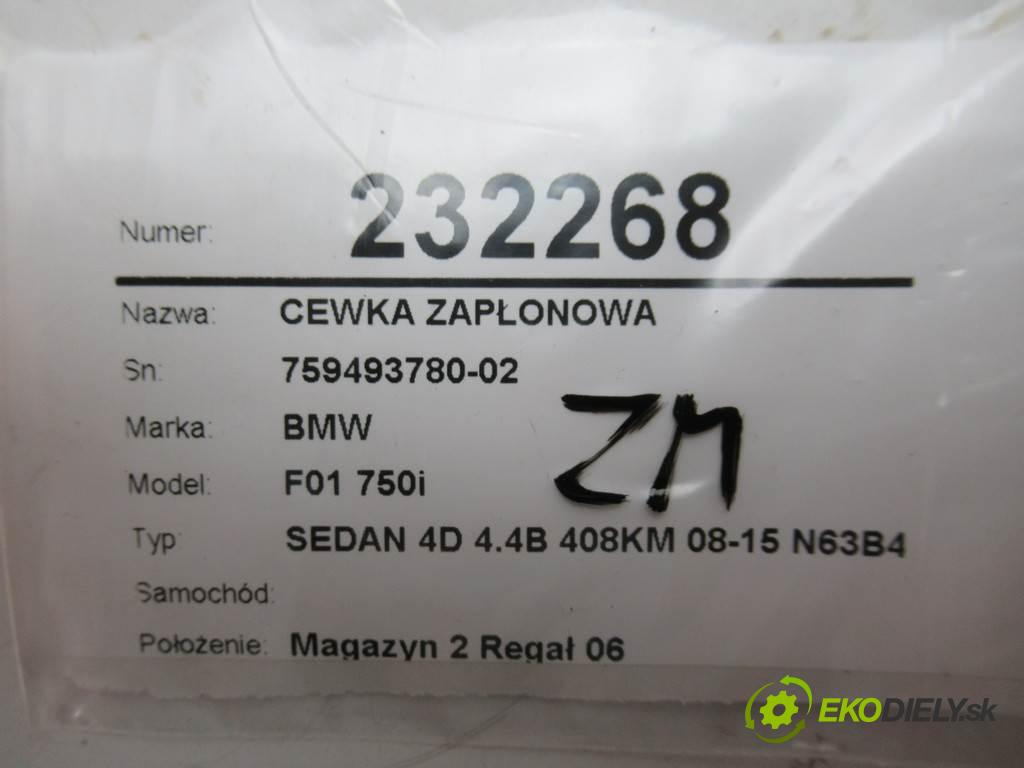 Numer: 232268
Nazwa: CEWKA ZAPŁONOWA
Sn: 759493780-02
Marka: BMW
Model: F01 750i
ZM
Typ SEDAN 4D 4.4B 408KM 08-15 N63B4
Samochód:
Położenie: Magazyn 2 Regał 06
EKODIELY.sk